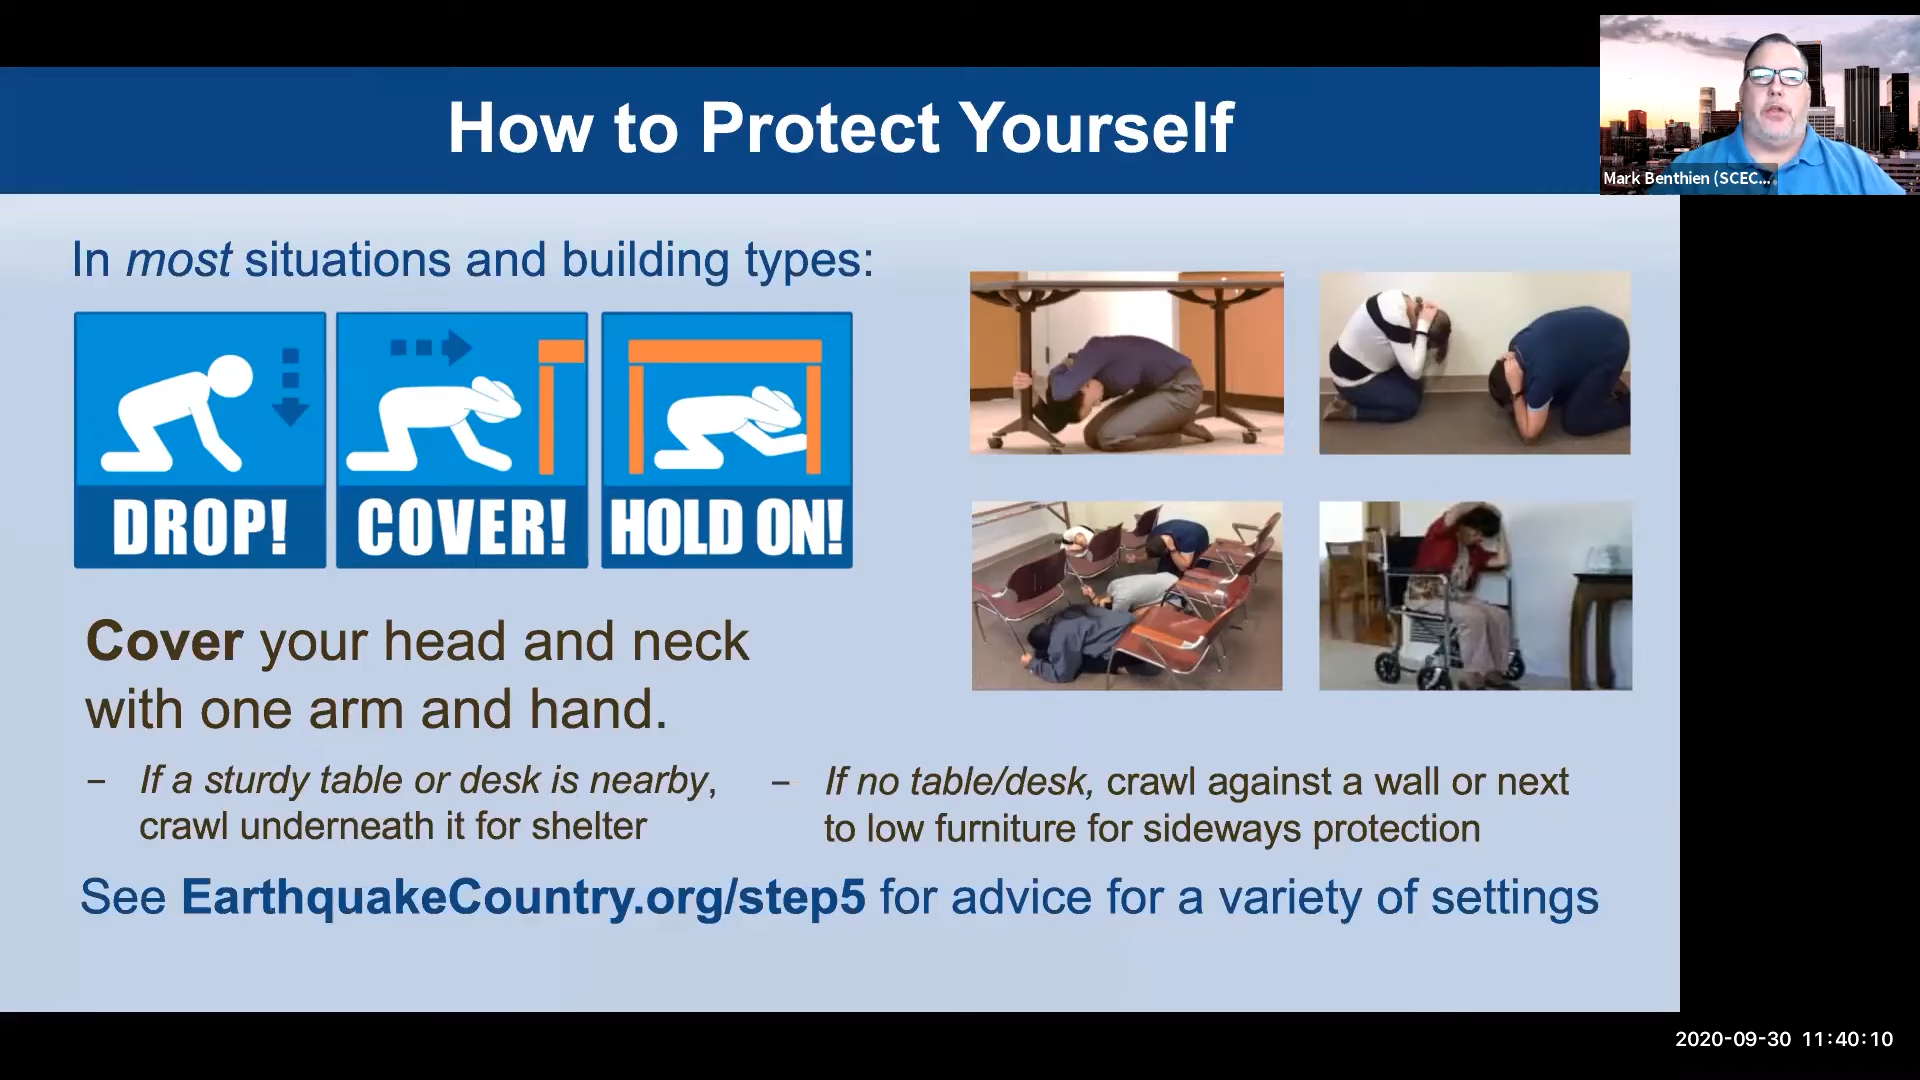 How to Protect Yourself
Mark Benthien (SCEC...
In most situations and building types:
DROP!
COVER!
HOLD ON!
Cover your head and neck
with one arm and hand.
– If a sturdy table or desk is nearby,
crawl underneath it for shelter
– If no table/desk, crawl against a wall or next
to low furniture for sideways protection
See EarthquakeCountry.org/step5 for advice for a variety of settings
2020-09-30 11:40:10